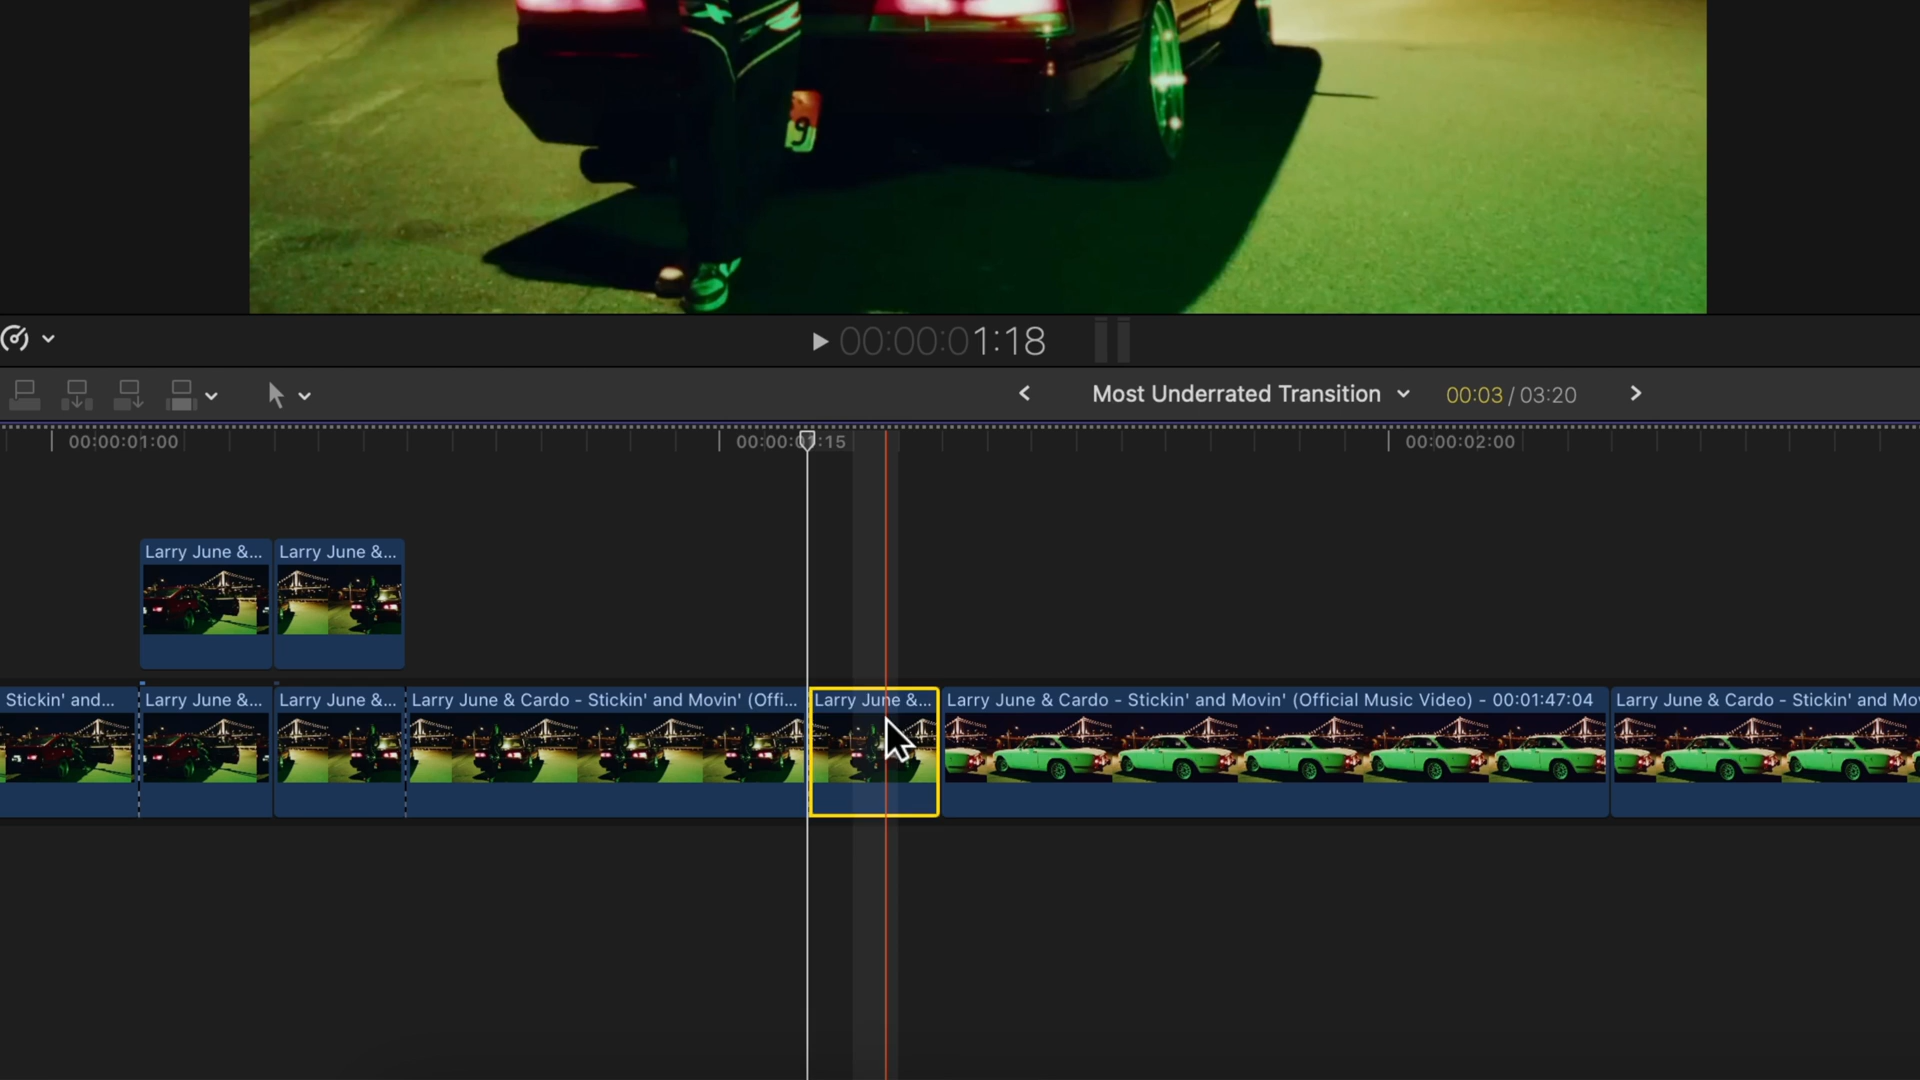 9
00:00:01:18
Most Underrated Transition
00:03 / 03:20
00:00:01:00
00:00:01:15
00:00:02:00
Larry June &...
Larry June &...
Stickin' and...
Larry June &...
Larry June &...
Larry June & Cardo - Stickin' and Movin' (Offi...
Larry June &...
Larry June & Cardo - Stickin' and Movin' (Official Music Video) - 00:01:47:04
Larry June & Cardo - Stickin' and Mo